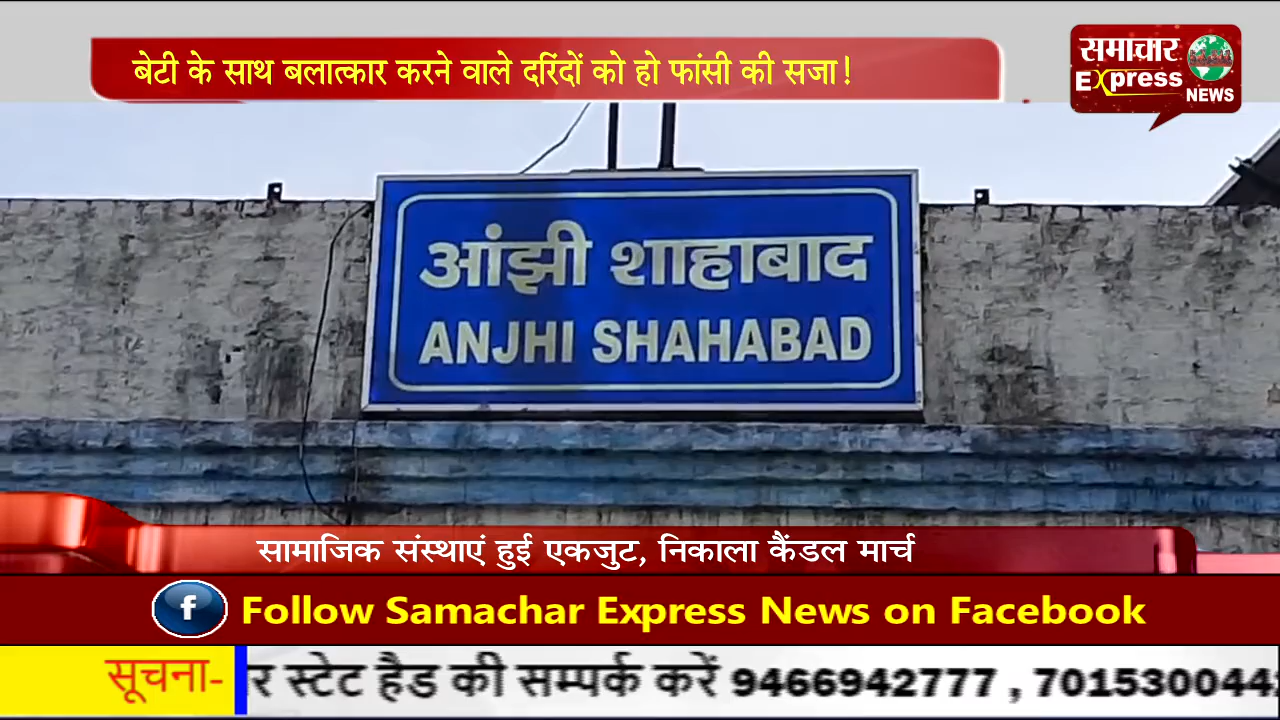 बेटी के साथ बलात्कार करने वाले दरिंदों को हो फांसी की सजा!
समाचार
Express
NEWS
आंझी शाहाबाद
ANJHI SHAHABAD
सामाजिक संस्थाएं हुई एकजुट, निकाला कैंडल मार्च
f Follow Samachar Express News on Facebook
सूचना- र स्टेट हैड की सम्पर्क करें 9466942777 , 701530044